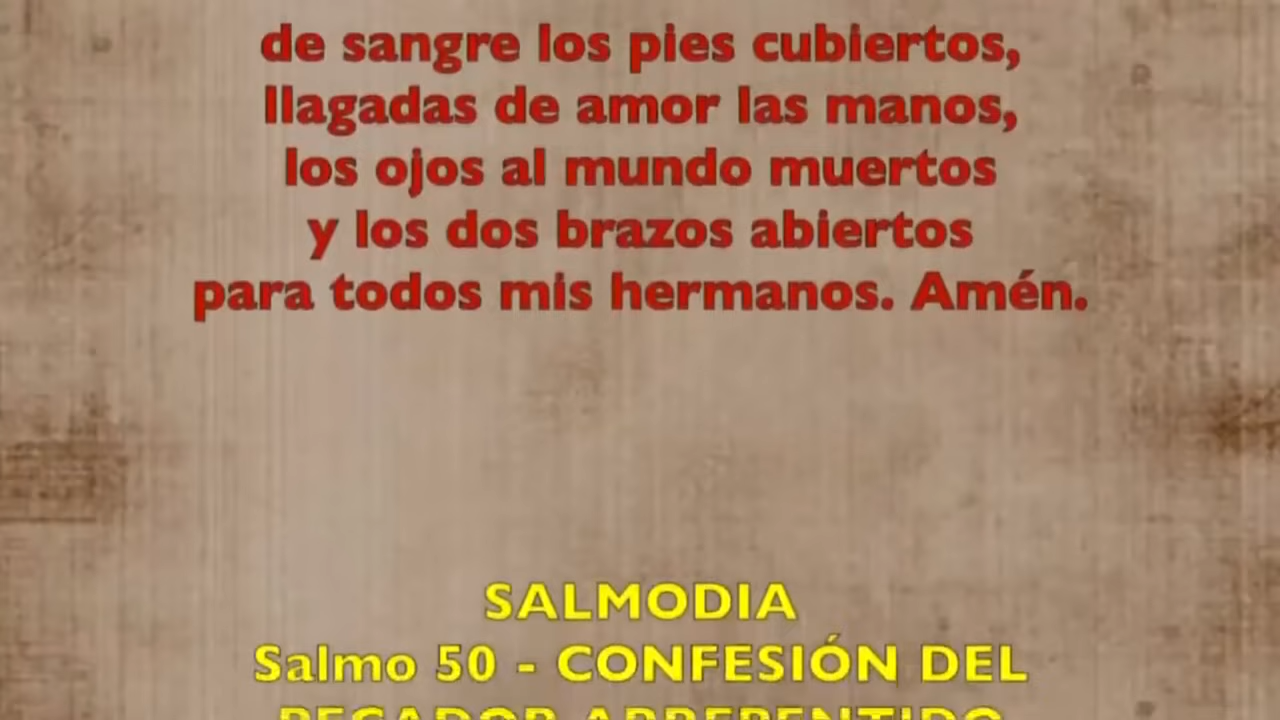 de sangre los pies cubiertos,
llagadas de amor las manos,
los ojos al mundo muertos
y los dos brazos abiertos
para todos mis hermanos. Amén.
SALMODIA
Salmo 50 - CONFESIÓN DEL
PECADOR ARREPENTIDO